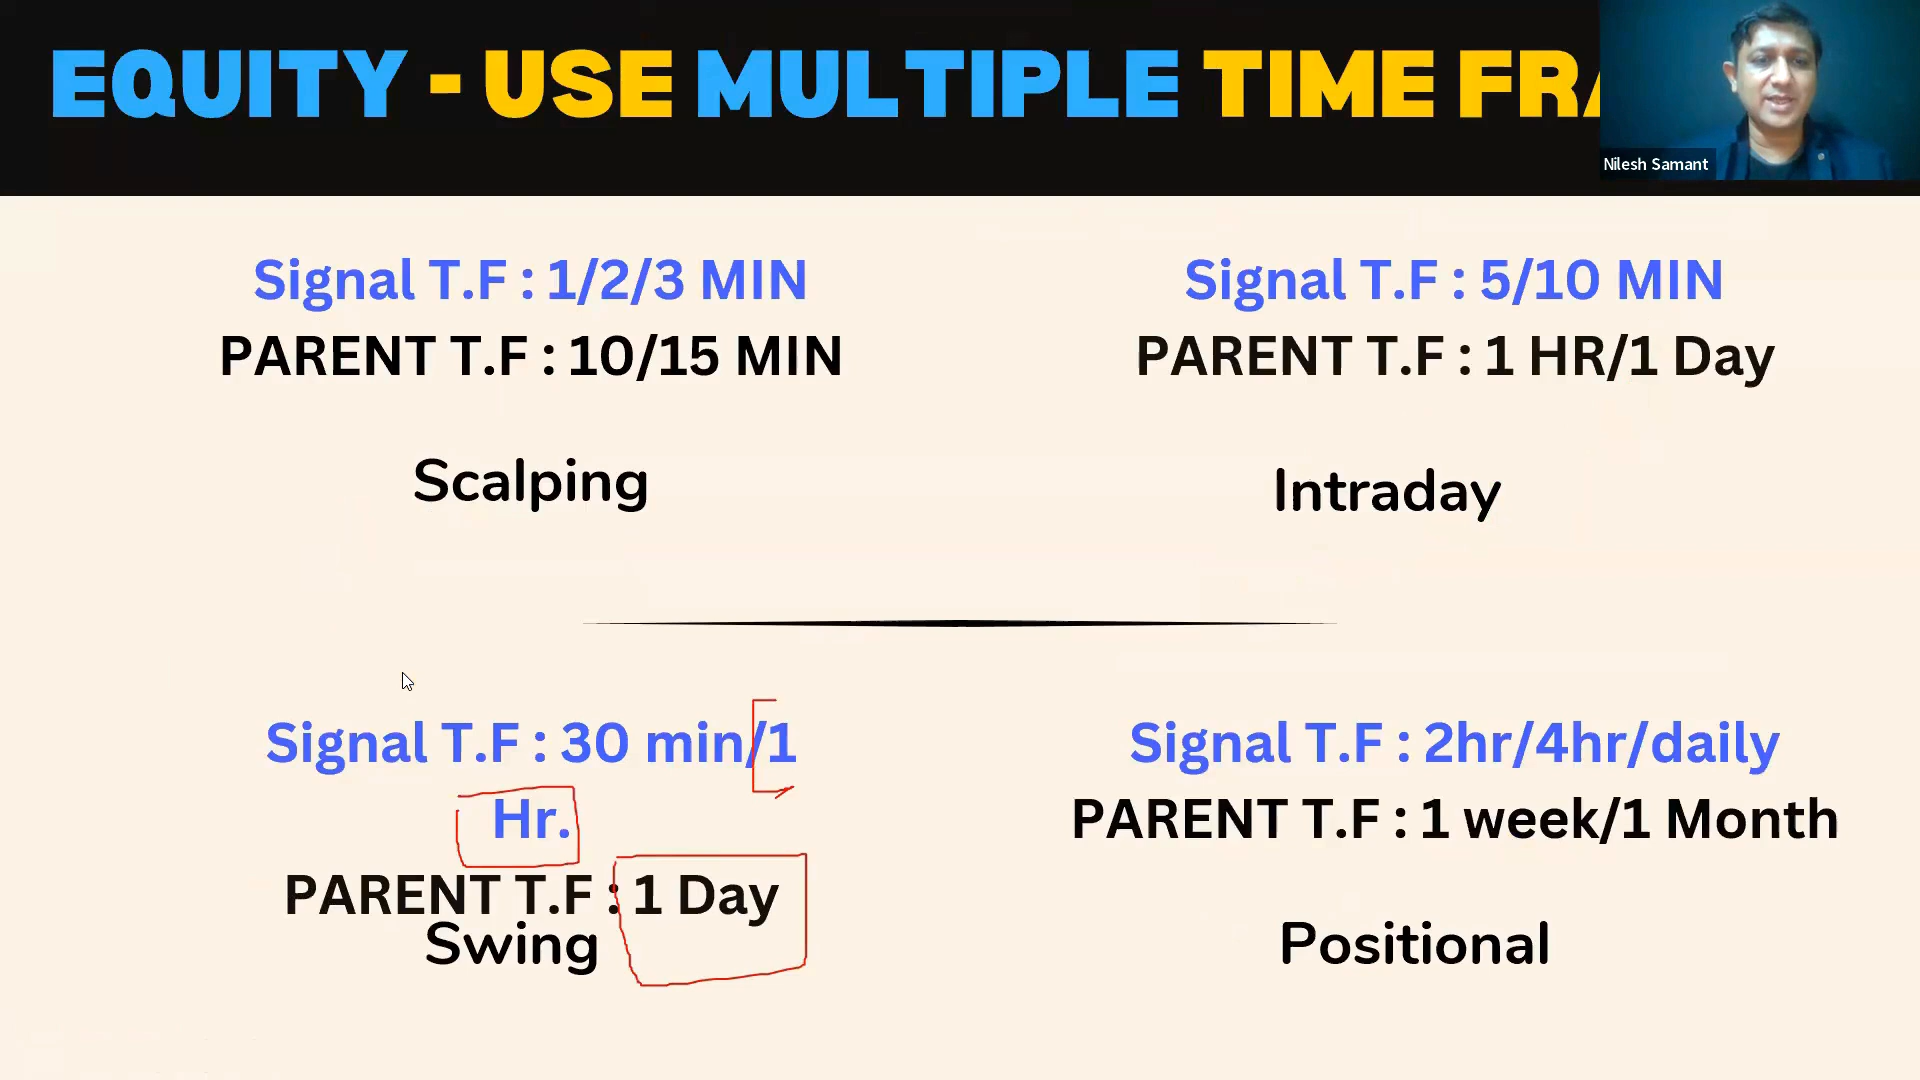 EQUITY - USE MULTIPLE TIME FRA
Nilesh Samant
Signal T.F : 1/2/3 MIN
PARENT T.F : 10/15 MIN
Scalping
Signal T.F : 5/10 MIN
PARENT T.F : 1 HR/1 Day
Intraday
Signal T.F : 30 min/1
Hr.
PARENT T.F : 1 Day
Swing
Signal T.F : 2hr/4hr/daily
PARENT T.F : 1 week/1 Month
Positional